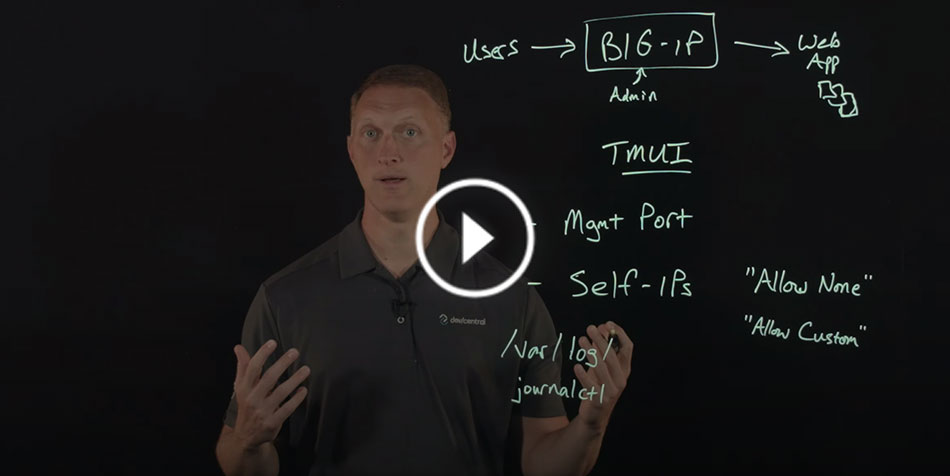 Users → BIG-IP → Web App
Admin
TMUI
- Mgmt Port
- Self-IPs "Allow None"
"Allow Custom"
/var/log/
journalctl
devcentral